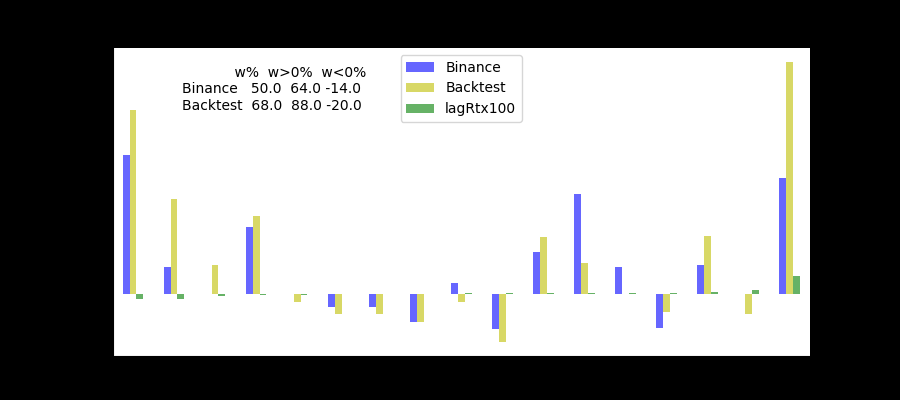 w%  w>0%  w<0%
Binance   50.0  64.0 -14.0
Backtest  68.0  88.0 -20.0
Binance
Backtest
lagRtx100